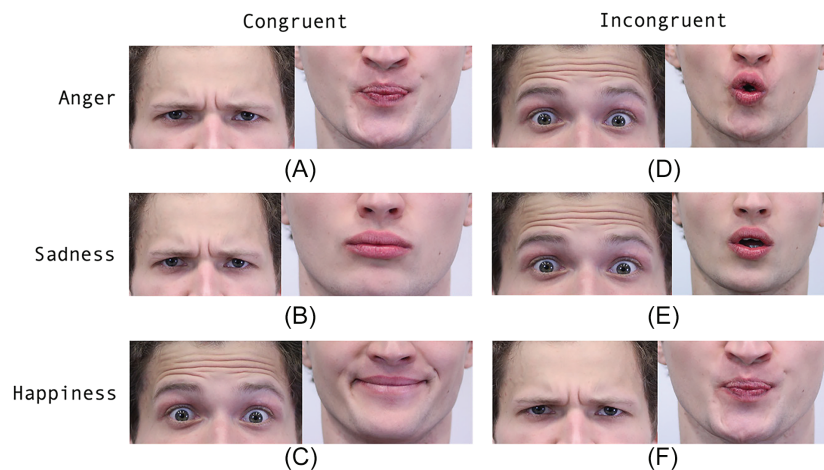 Congruent Incongruent
Anger
(A) (D)
Sadness
(B) (E)
Happiness
(C) (F)